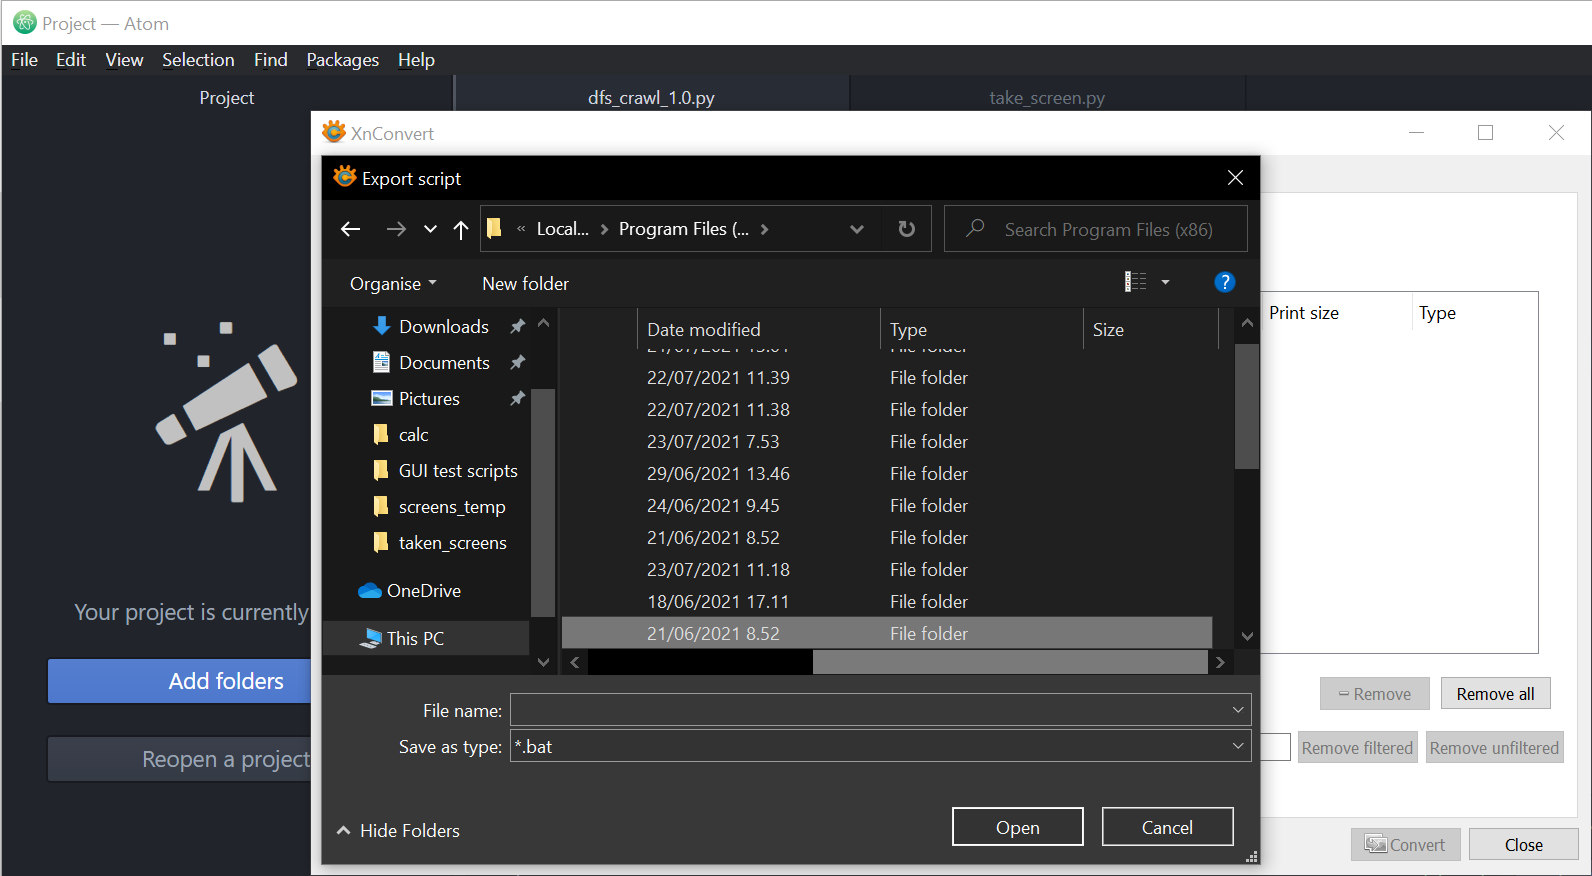 Project — Atom
File Edit View Selection Find Packages Help
Project dfs_crawl_1.0.py take_screen.py
XnConvert
Export script
« Local... > Program Files (... >
Search Program Files (x86)
Organise New folder ?
Downloads
Documents
Pictures
calc
GUI test scripts
screens_temp
taken_screens
OneDrive
This PC
Date modified Type Size
22/07/2021 11.39 File folder
22/07/2021 11.38 File folder
23/07/2021 7.53 File folder
29/06/2021 13.46 File folder
24/06/2021 9.45 File folder
21/06/2021 8.52 File folder
23/07/2021 11.18 File folder
18/06/2021 17.11 File folder
21/06/2021 8.52 File folder
Print size Type
Your project is currently
Add folders
Reopen a project
File name:
Save as type: *.bat
Hide Folders
Open Cancel
Remove Remove all
Remove filtered Remove unfiltered
Convert Close